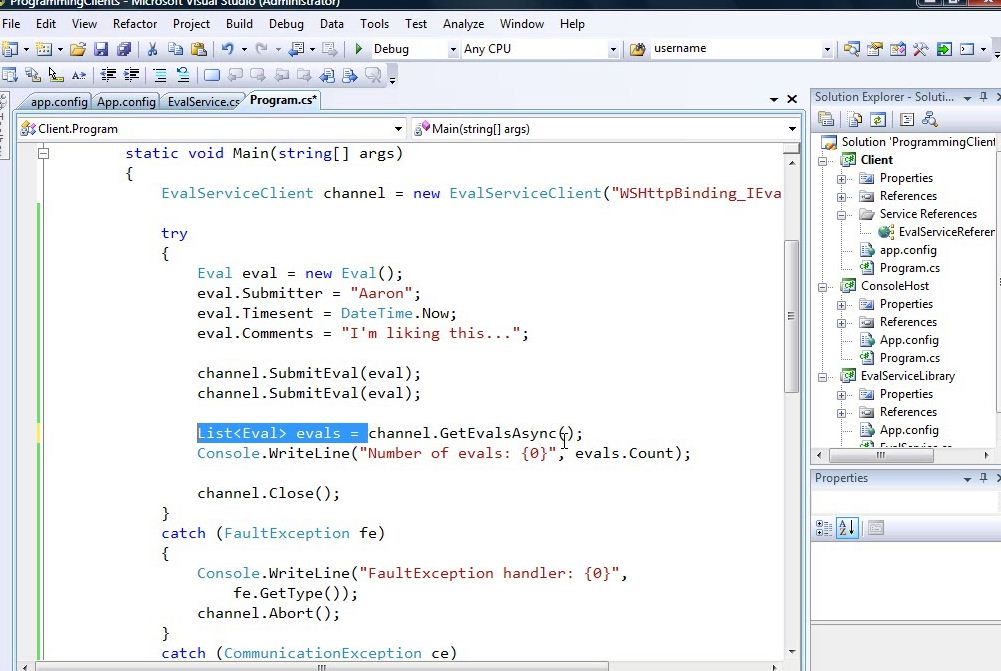 ProgrammingClients - Microsoft Visual Studio (Administrator)
File Edit View Refactor Project Build Debug Data Tools Test Analyze Window Help
Debug Any CPU username
app.config App.config EvalService.cs Program.cs*
Client.Program Main(string[] args)
static void Main(string[] args)
{
EvalServiceClient channel = new EvalServiceClient("WSHttpBinding_IEva
try
{
Eval eval = new Eval();
eval.Submitter = "Aaron";
eval.Timesent = DateTime.Now;
eval.Comments = "I'm liking this...";
channel.SubmitEval(eval);
channel.SubmitEval(eval);
List<Eval> evals = channel.GetEvalsAsync();
Console.WriteLine("Number of evals: {0}", evals.Count);
channel.Close();
}
catch (FaultException fe)
{
Console.WriteLine("FaultException handler: {0}",
fe.GetType());
channel.Abort();
}
catch (CommunicationException ce)
Solution Explorer - Soluti...
Solution 'ProgrammingClient
Client
Properties
References
Service References
EvalServiceReferen
app.config
Program.cs
ConsoleHost
Properties
References
App.config
Program.cs
EvalServiceLibrary
Properties
References
App.config
EvalService.cs
Properties